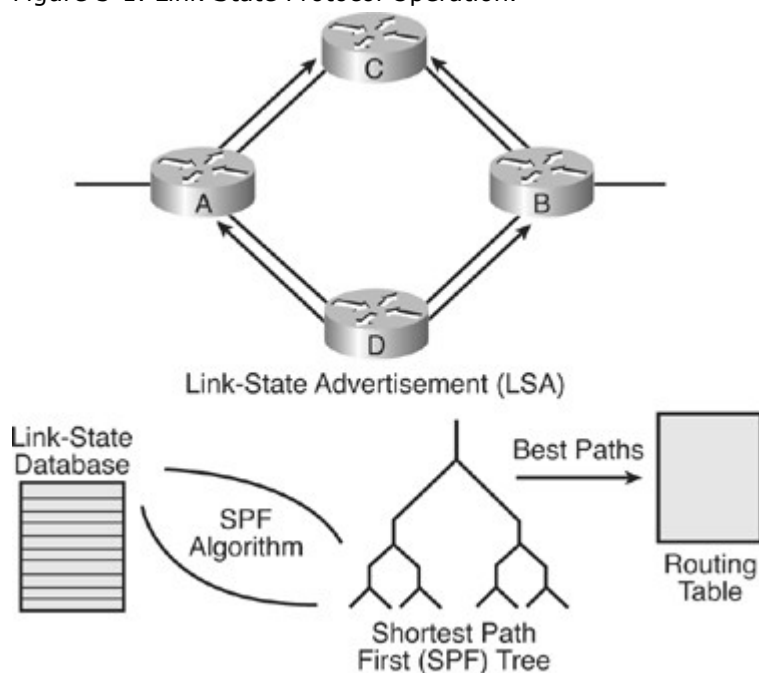 C
A
B
D
Link-State Advertisement (LSA)
Link-State
Database
SPF
Algorithm
Best Paths
Shortest Path
First (SPF) Tree
Routing
Table